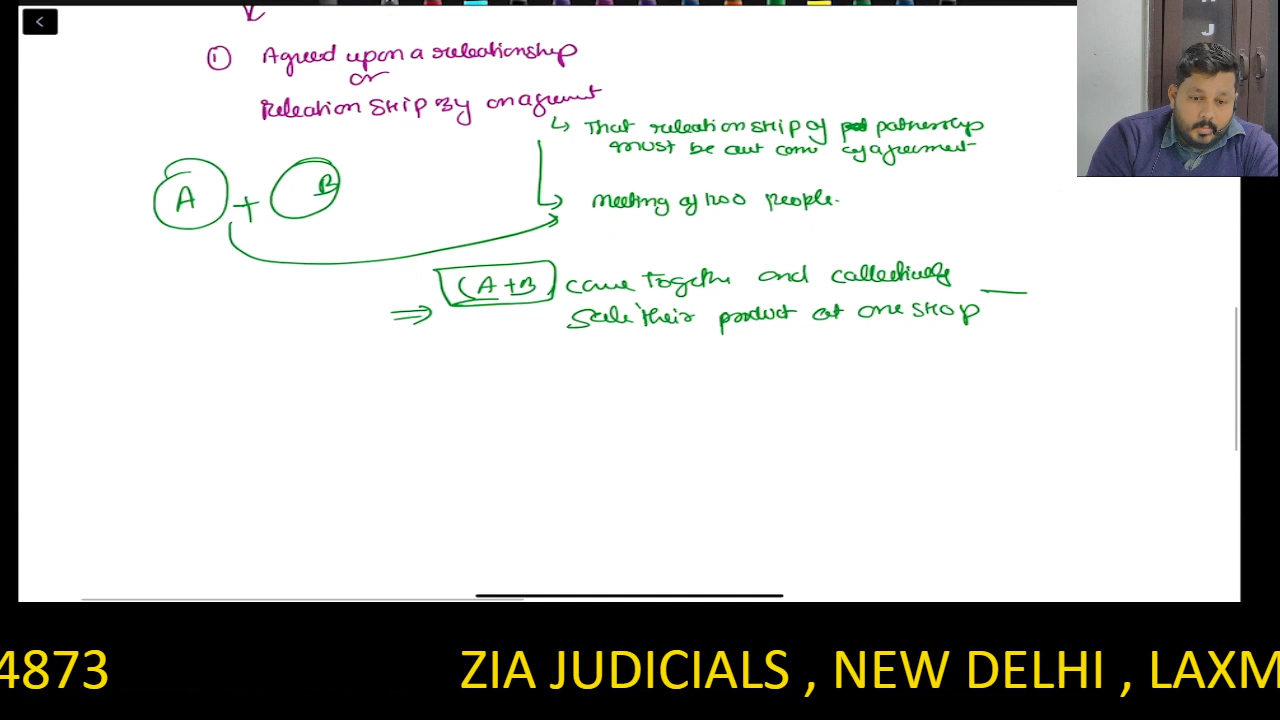 J
① Agreed upon a relationship
or
Relationship By an agreement
↳ That relationship of partnership
must be out come of agreement
A + B
→ Meeting of two people.
⇒ (A+B) came together and collectively
sale their product at one shop
4873 ZIA JUDICIALS , NEW DELHI , LAXM